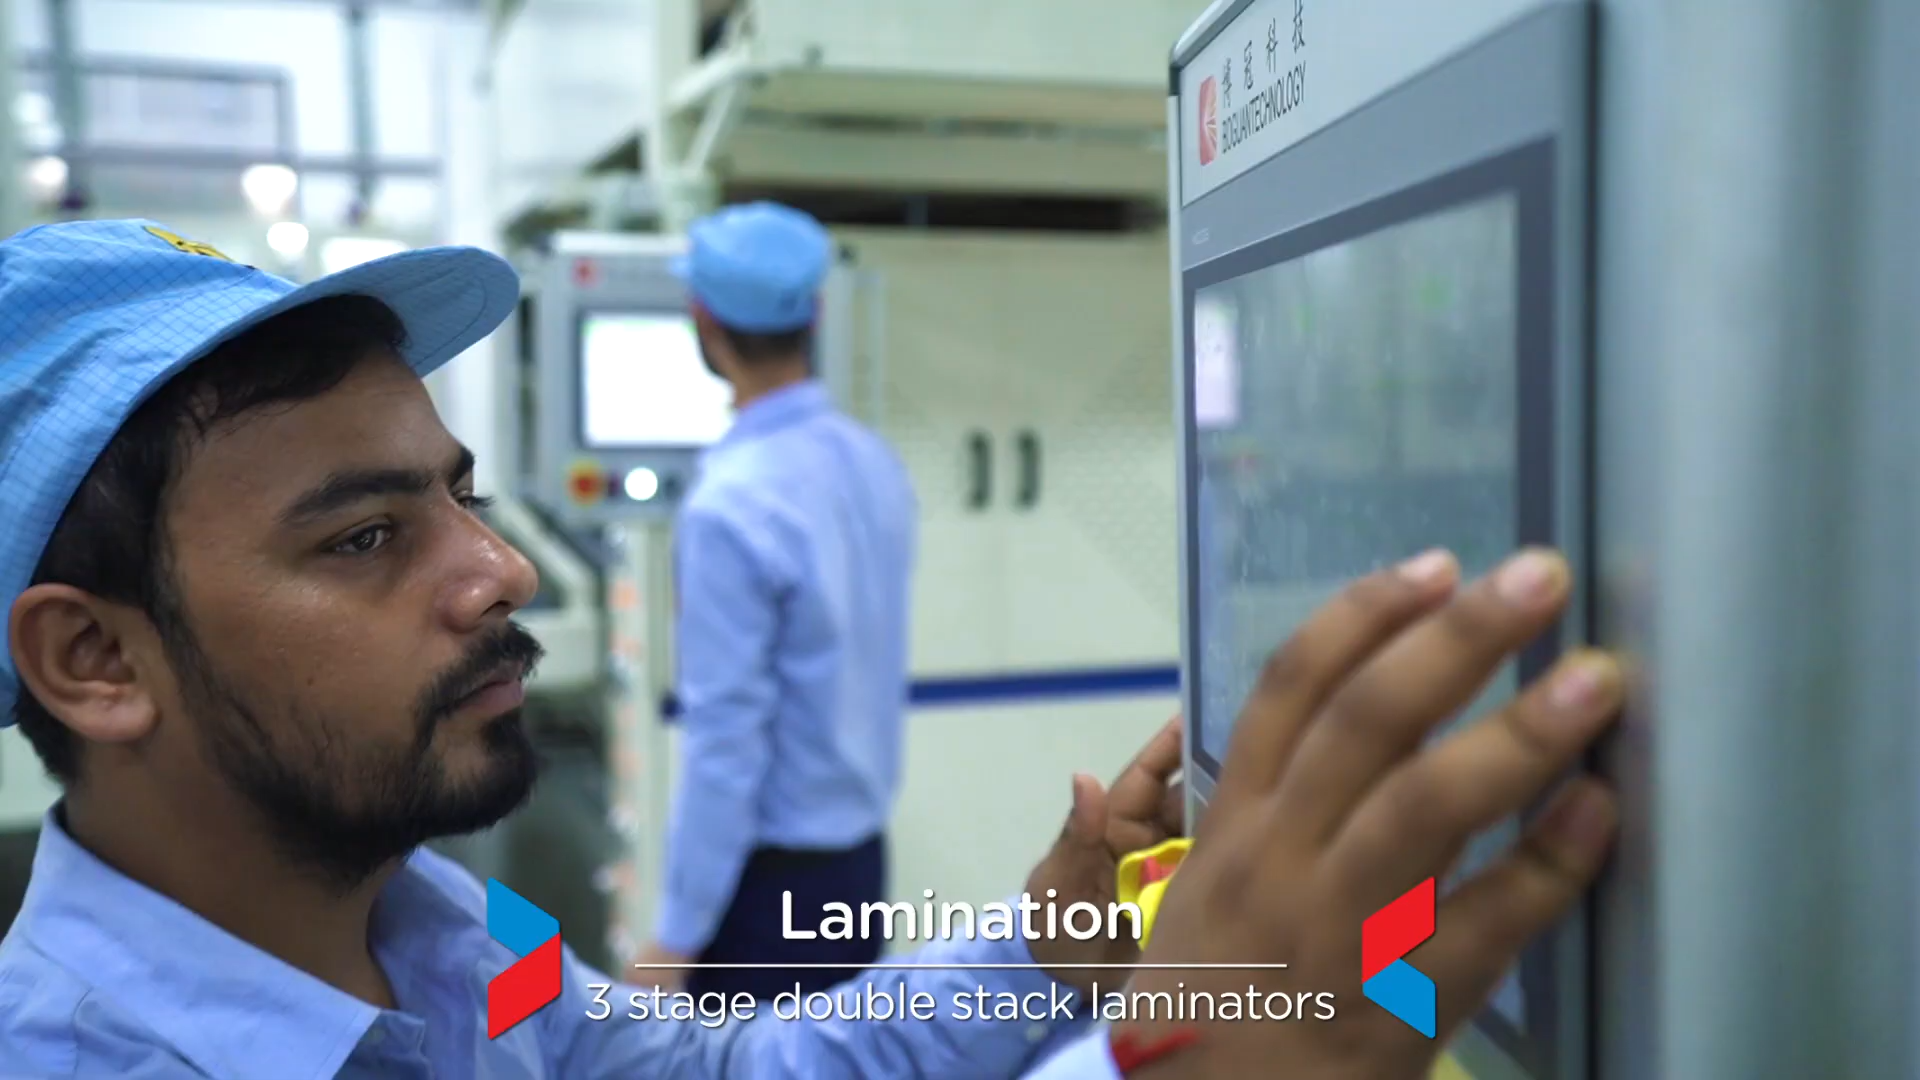 博冠科技
BOGUANTECHNOLOGY
Lamination
3 stage double stack laminators